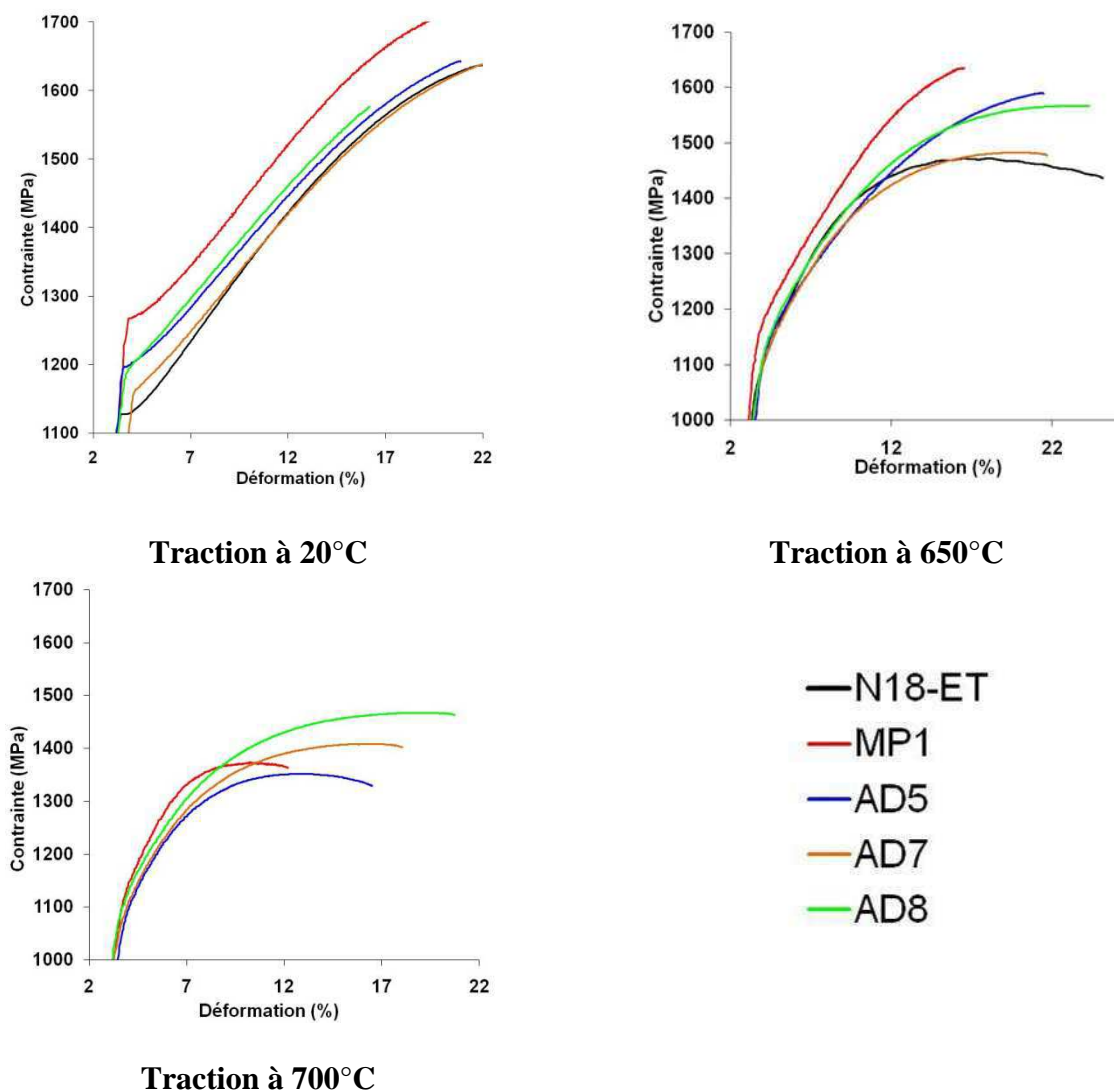 1700
1600
1500
1400
1300
1200
1100
Contrainte (MPa)
2 7 12 17 22
Déformation (%)
Traction à 20°C
1700
1600
1500
1400
1300
1200
1100
1000
Contrainte (MPa)
2 12 22
Déformation (%)
Traction à 650°C
1700
1600
1500
1400
1300
1200
1100
1000
Contrainte (MPa)
2 7 12 17 22
Déformation (%)
Traction à 700°C
N18-ET
MP1
AD5
AD7
AD8